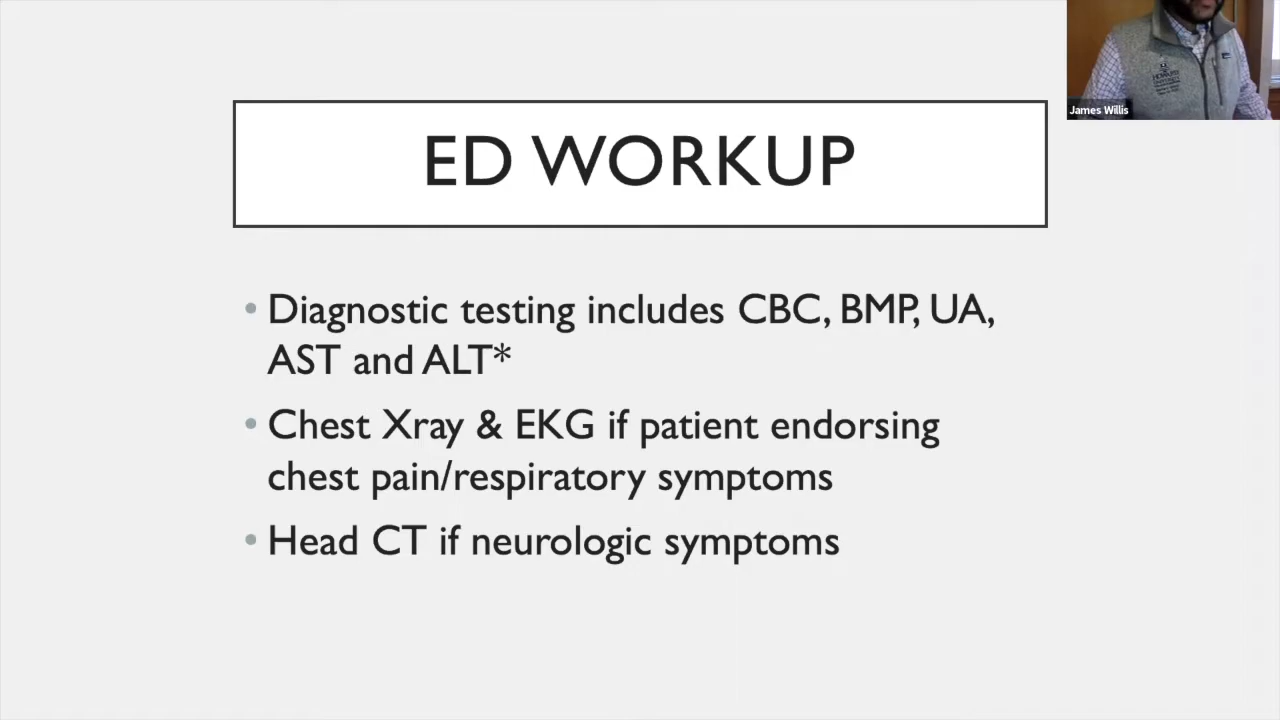 ED WORKUP
• Diagnostic testing includes CBC, BMP, UA,
AST and ALT*
• Chest Xray & EKG if patient endorsing
chest pain/respiratory symptoms
• Head CT if neurologic symptoms
James Willis